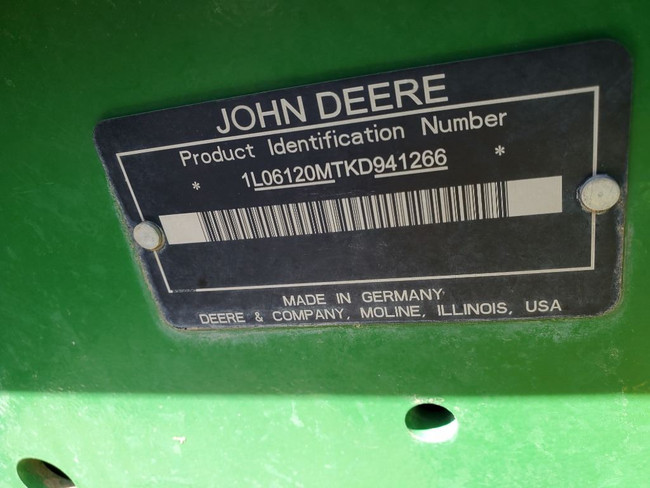 JOHN DEERE
Product Identification Number
* 1L06120MTKD941266 *
MADE IN GERMANY
DEERE & COMPANY, MOLINE, ILLINOIS, USA